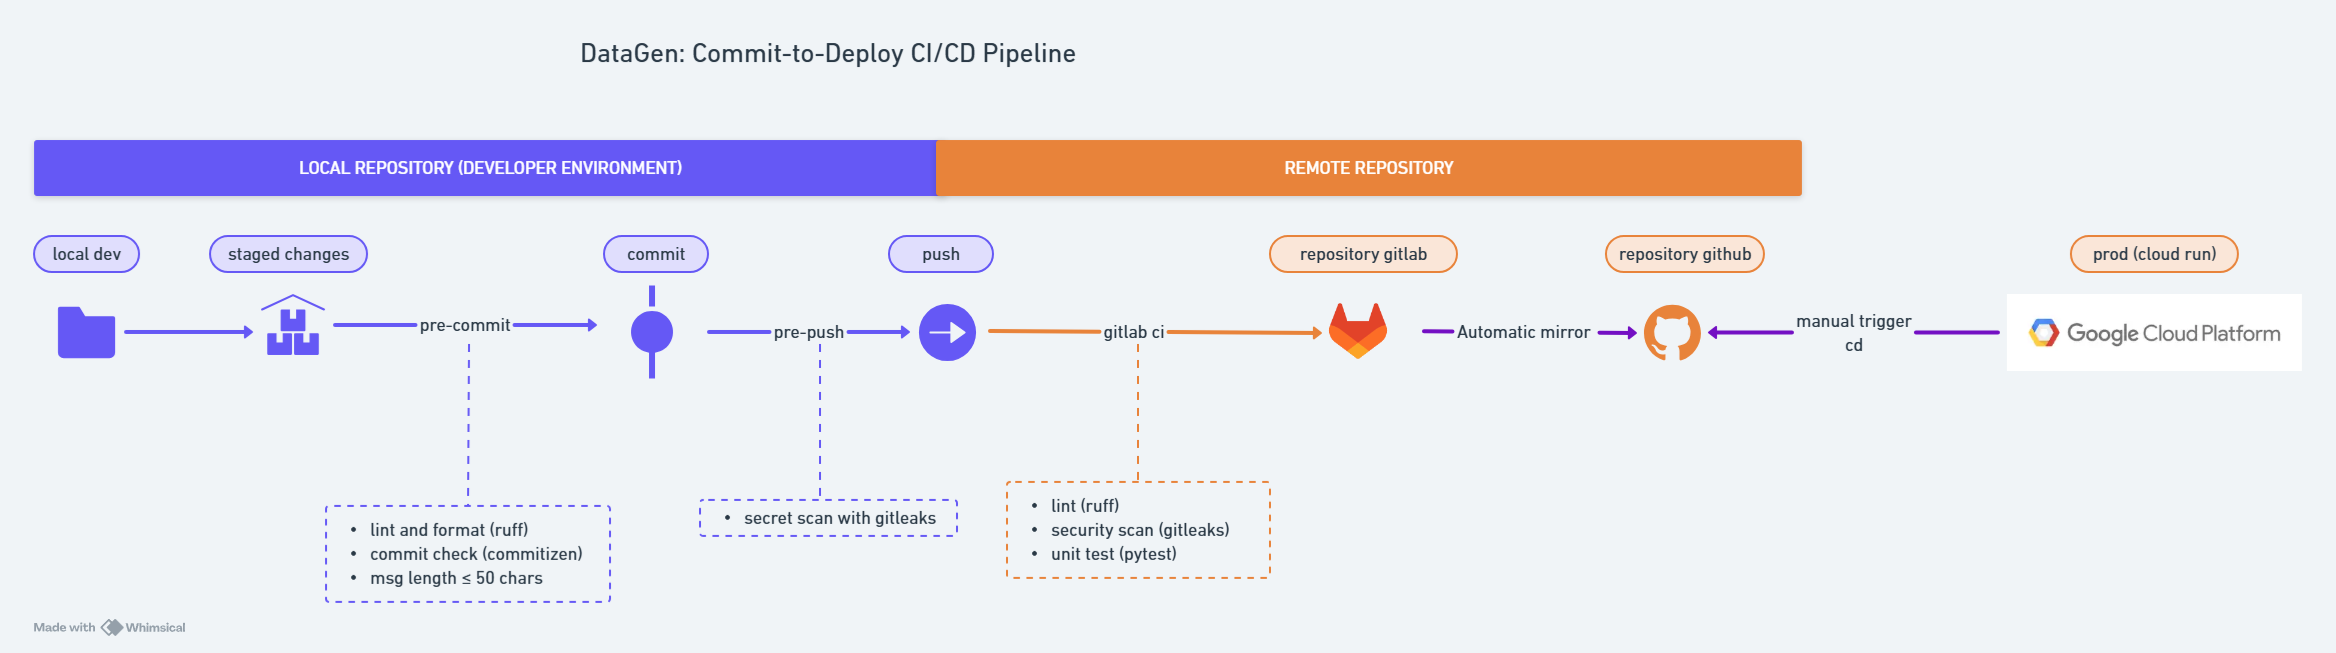 DataGen: Commit-to-Deploy CI/CD Pipeline
LOCAL REPOSITORY (DEVELOPER ENVIRONMENT)
REMOTE REPOSITORY
local dev
staged changes
commit
push
repository gitlab
repository github
prod (cloud run)
pre-commit
pre-push
gitlab ci
Automatic mirror
manual trigger
cd
Google Cloud Platform
• lint and format (ruff)
• commit check (commitizen)
• msg length ≤ 50 chars
• secret scan with gitleaks
• lint (ruff)
• security scan (gitleaks)
• unit test (pytest)
Made with Whimsical